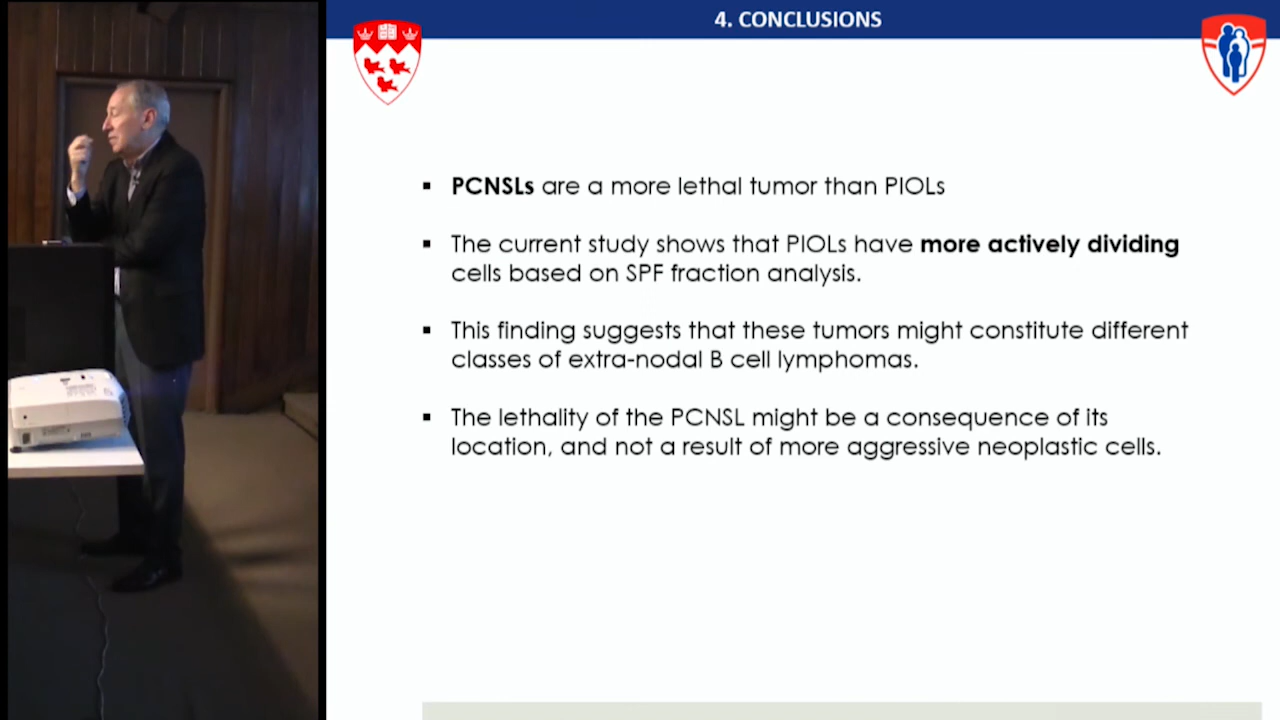 4. CONCLUSIONS
▪ PCNSLs are a more lethal tumor than PIOLs
▪ The current study shows that PIOLs have more actively dividing
cells based on SPF fraction analysis.
▪ This finding suggests that these tumors might constitute different
classes of extra-nodal B cell lymphomas.
▪ The lethality of the PCNSL might be a consequence of its
location, and not a result of more aggressive neoplastic cells.